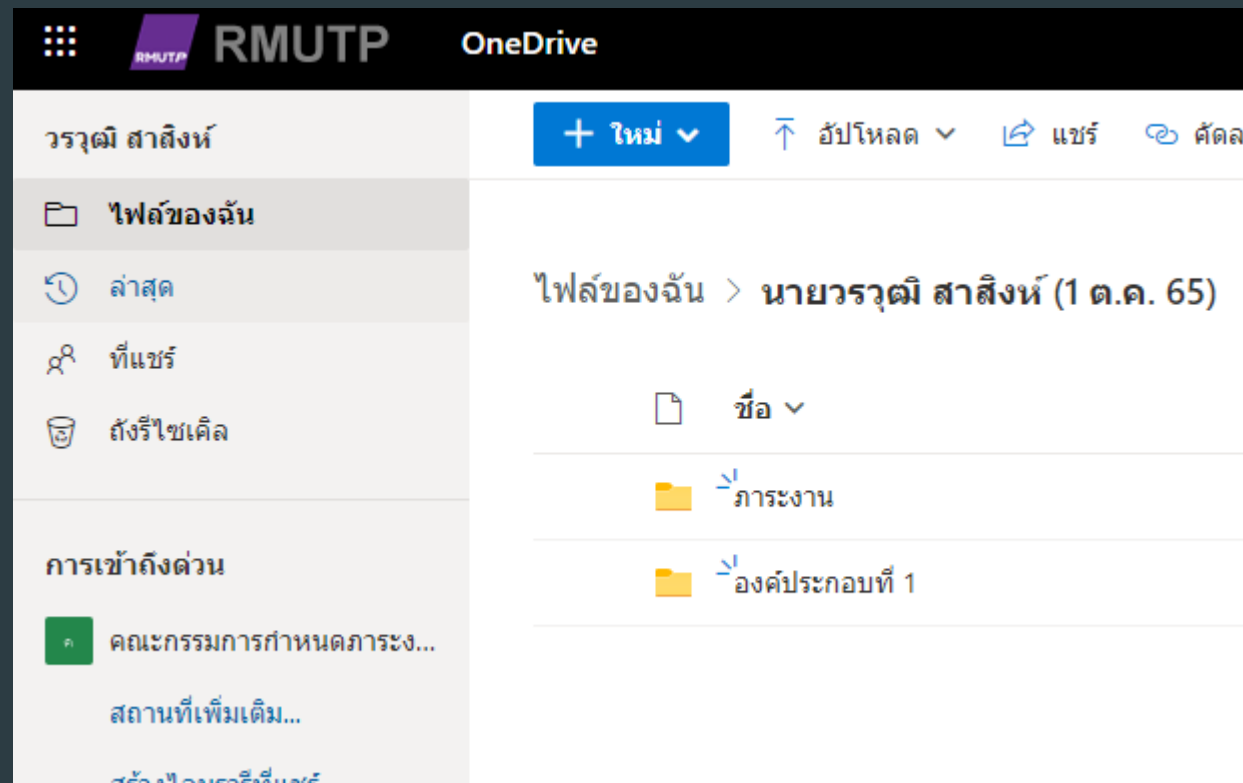 RMUTP RMUTP OneDrive
วรวุฒิ สาสิงห์
ใหม่ อัปโหลด แชร์
ไฟล์ของฉัน
ล่าสุด
ที่แชร์
ถังรีไซเคิล
การเข้าถึงด่วน
ค คณะกรรมการกำหนดภาระง...
สถานที่เพิ่มเติม...
ไฟล์ของฉัน > นายวรวุฒิ สาสิงห์ (1 ต.ค. 65)
ชื่อ
ภาระงาน
องค์ประกอบที่ 1